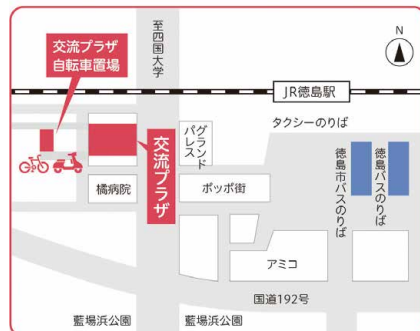 交流プラザ
自転車置場
至四国大学
N
JR徳島駅
タクシーのりば
グランド
パレス
交流プラザ
橘病院
ポッポ街
徳島市バスのりば
徳島バスのりば
アミコ
国道192号
藍場浜公園
藍場浜公園